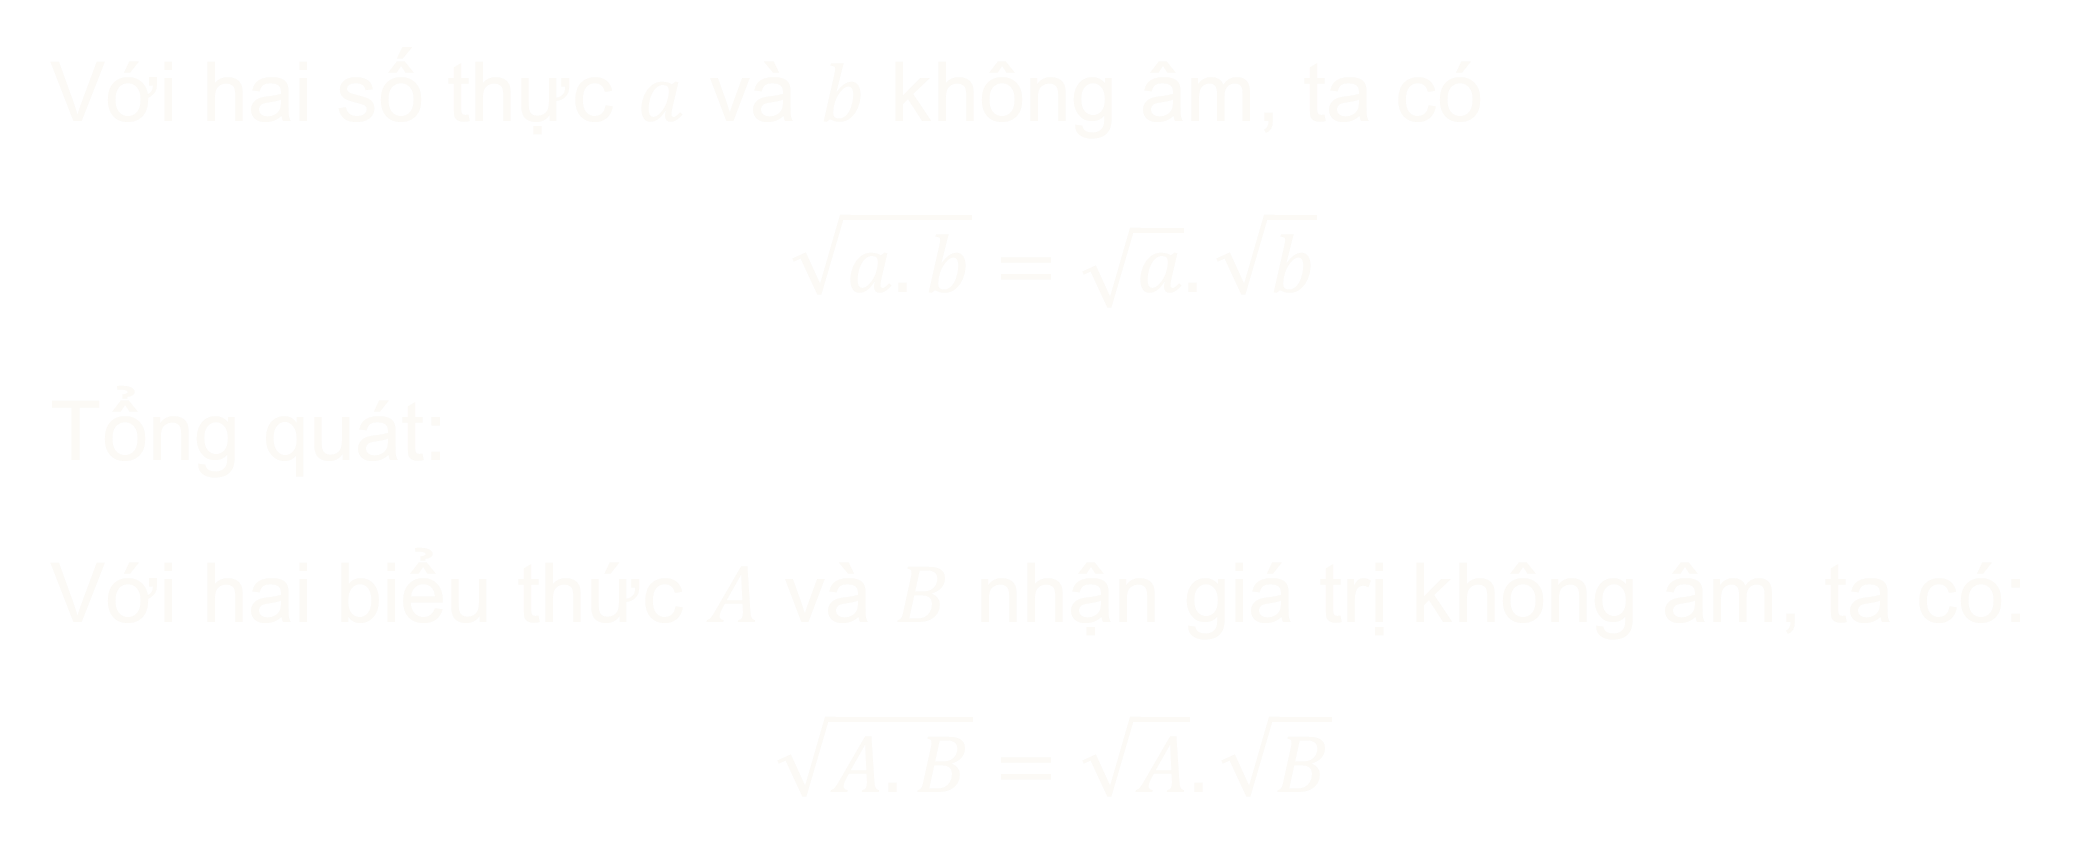 Với hai số thực a và b không âm, ta có
√(a.b) = √a.√b
Tổng quát:
Với hai biểu thức A và B nhận giá trị không âm, ta có:
√(A.B) = √A.√B